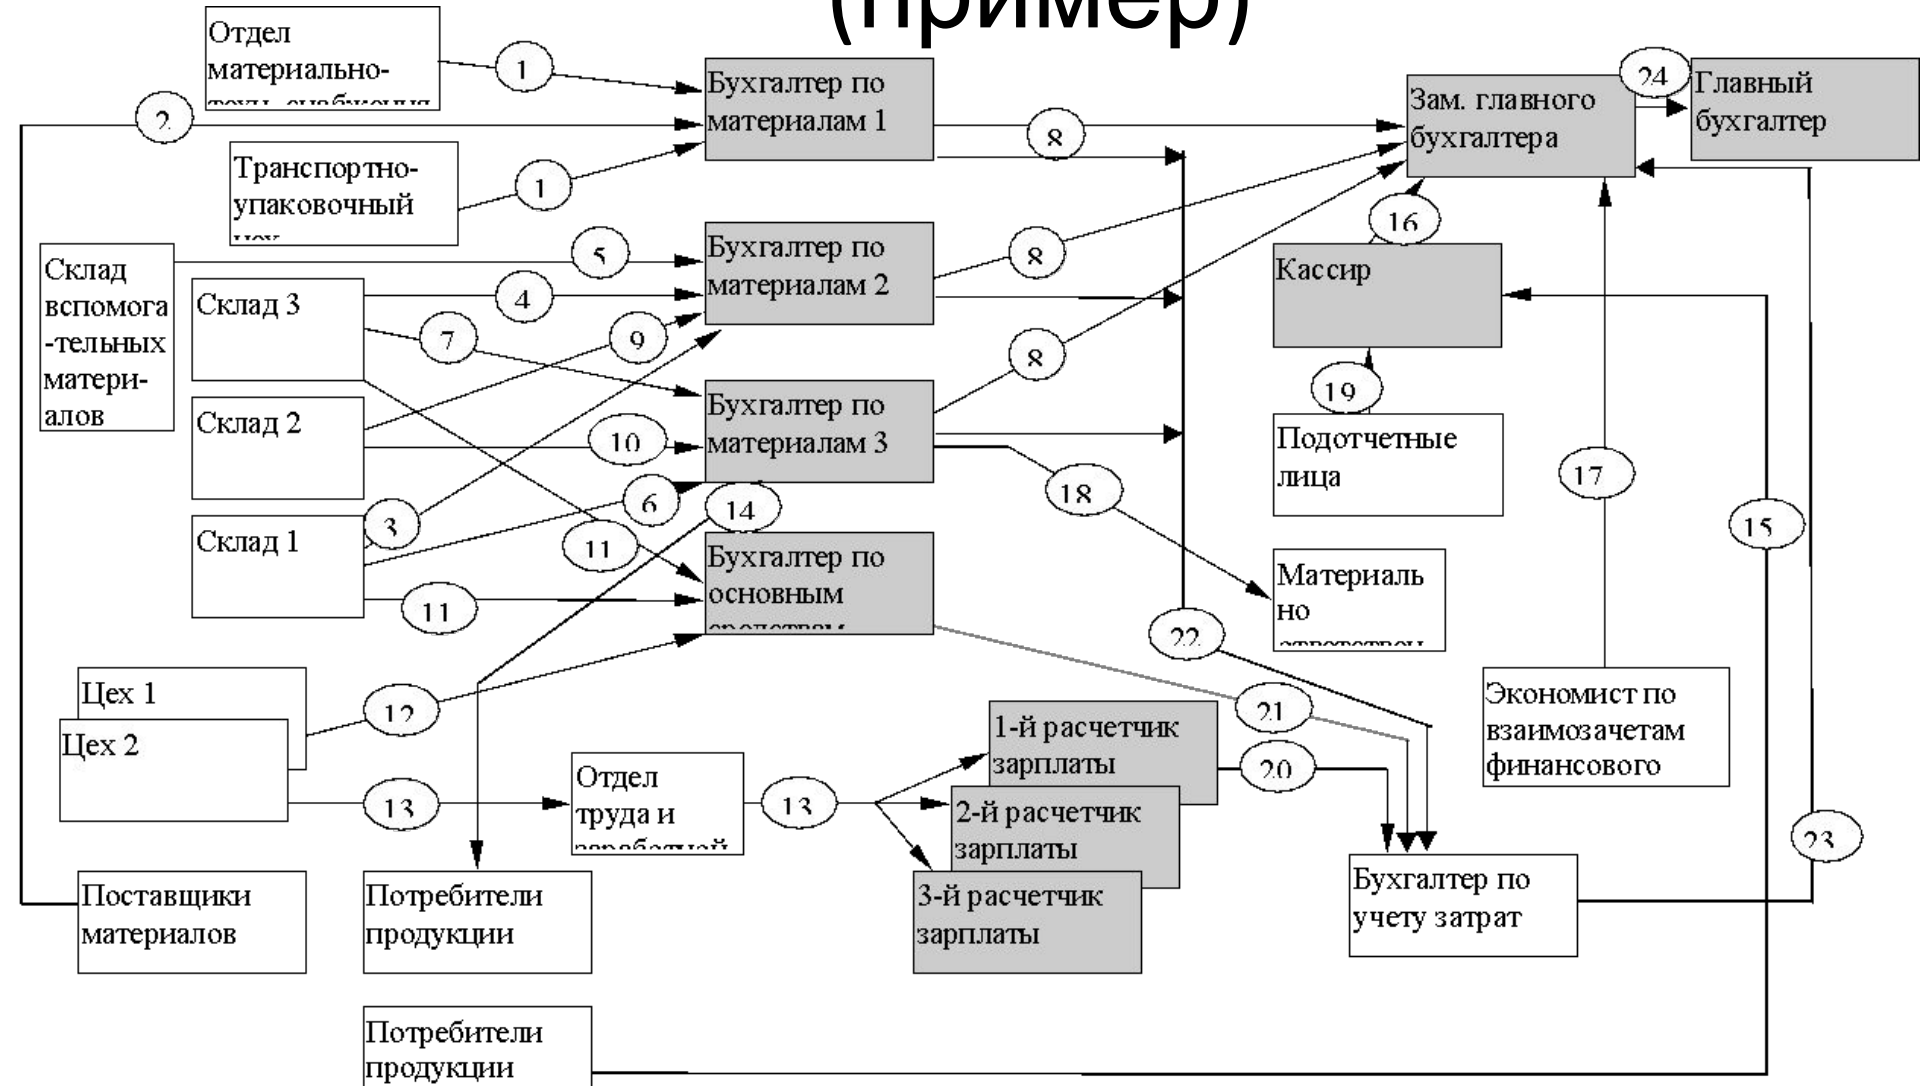 (пример)
Отдел
материально-
1
2
Бухгалтер по
материалам 1
8
Зам. главного
бухгалтера
24
Главный
бухгалтер
Транспортно-
упаковочный
1
16
Склад
вспомога
-тельных
матери-
алов
5
Бухгалтер по
материалам 2
8
Кассир
Склад 3
4
7
9
8
19
Склад 2
10
Бухгалтер по
материалам 3
Подотчетные
лица
17
18
Склад 1
3
6
14
11
15
Бухгалтер по
основным
11
Материаль
но
22
Цех 1
Цех 2
12
21
Экономист по
взаимозачетам
финансового
1-й расчетчик
зарплаты
20
13
Отдел
труда и
13
2-й расчетчик
зарплаты
23
Поставщики
материалов
Потребители
продукции
3-й расчетчик
зарплаты
Бухгалтер по
учету затрат
Потребители
продукции